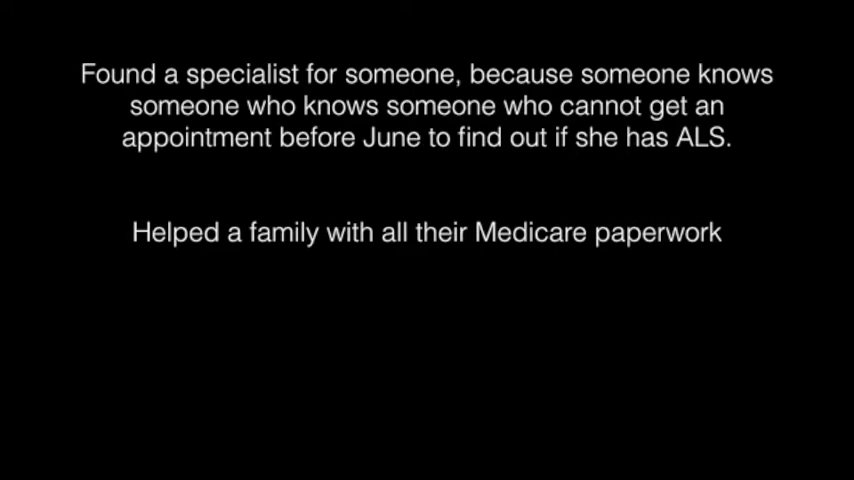 Found a specialist for someone, because someone knows
someone who knows someone who cannot get an
appointment before June to find out if she has ALS.
Helped a family with all their Medicare paperwork